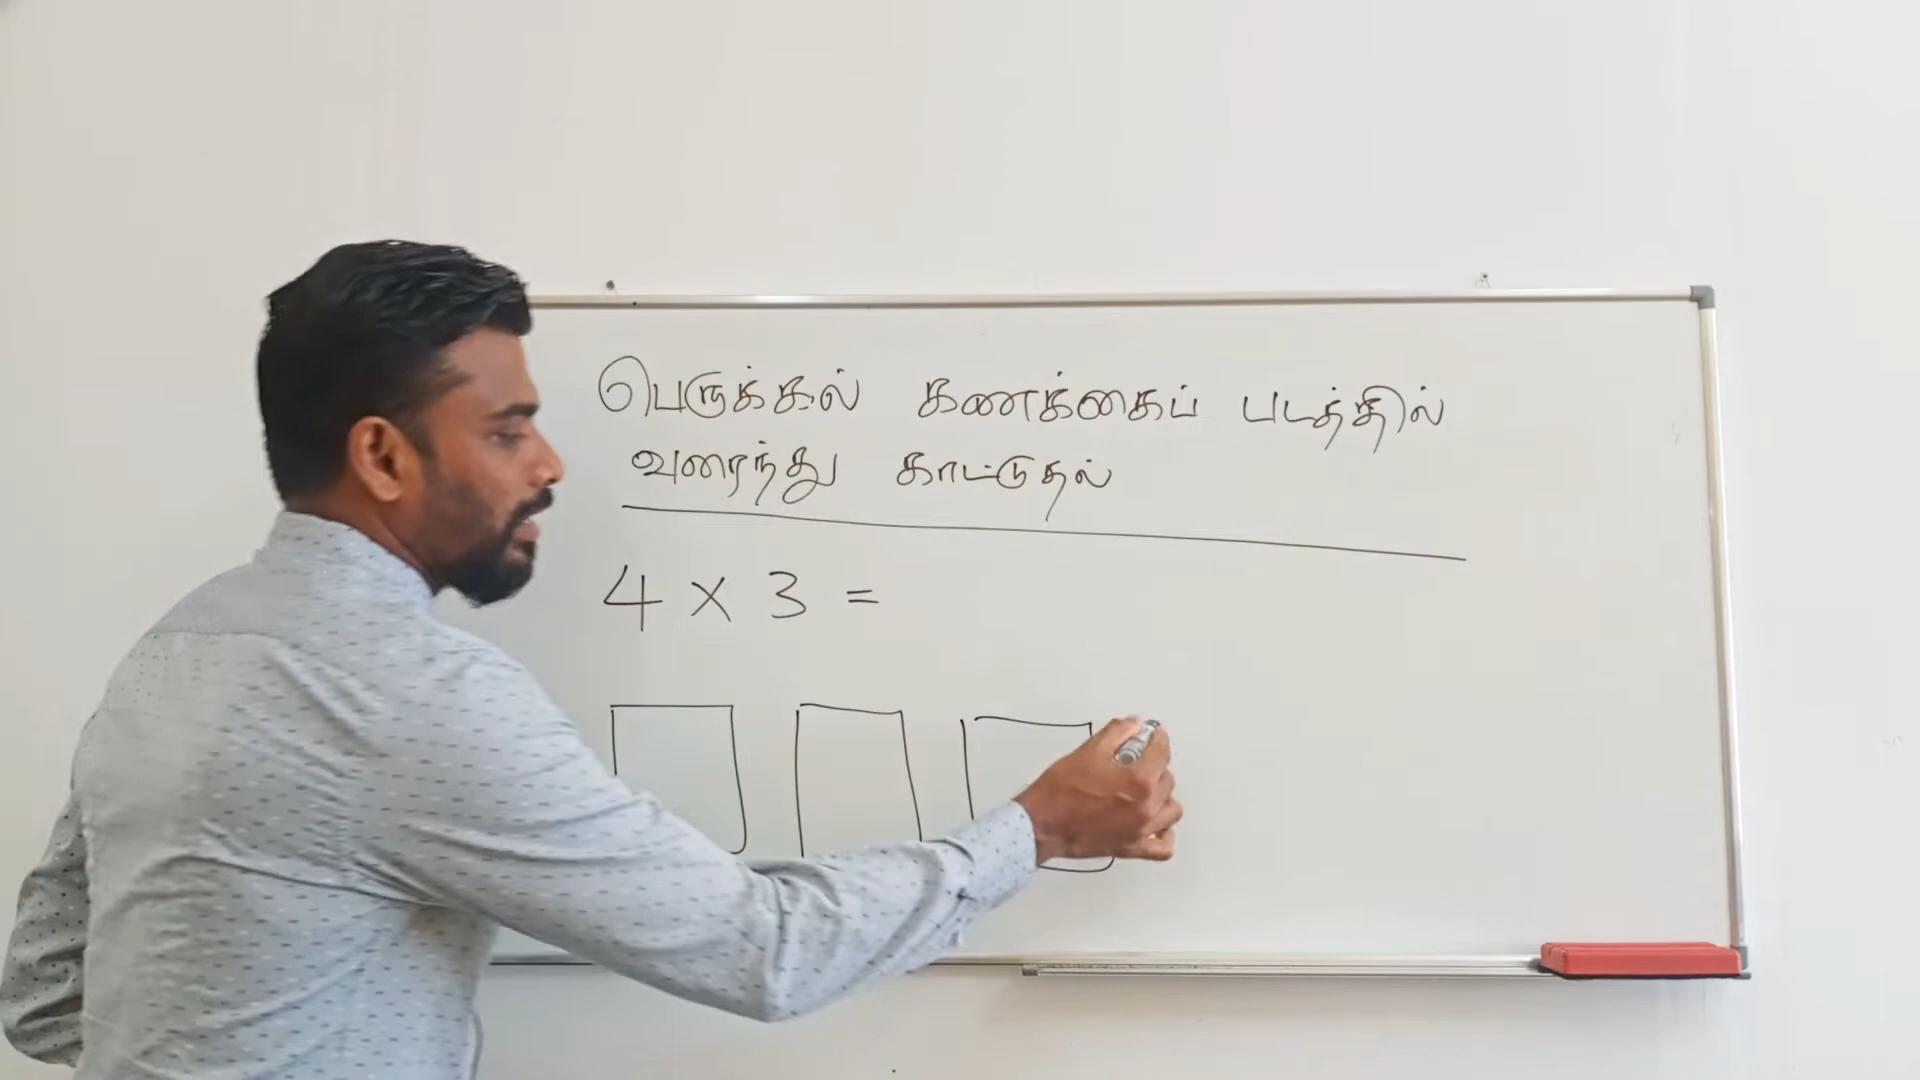 பெருக்கல் கணக்கைப் படத்தில்
வரைந்து காட்டுதல்
4 × 3 =